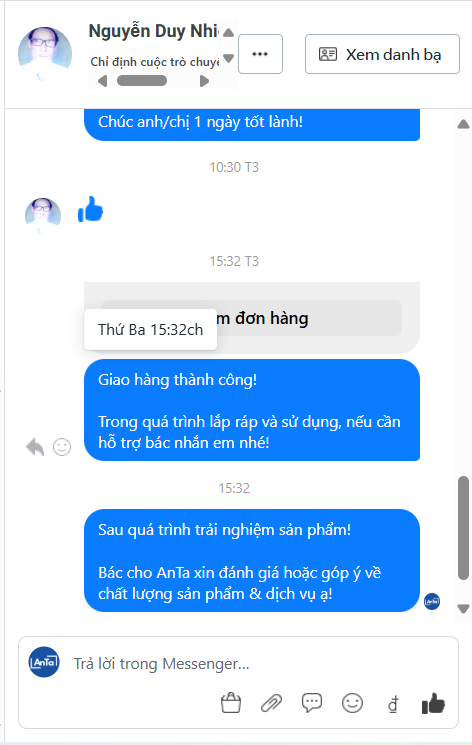 Nguyễn Duy Nhi
Chỉ định cuộc trò chuyệ
Xem danh bạ
Chúc anh/chị 1 ngày tốt lành!
10:30 T3
15:32 T3
m đơn hàng
Thứ Ba 15:32ch
Giao hàng thành công!
Trong quá trình lắp ráp và sử dụng, nếu cần
hỗ trợ bác nhắn em nhé!
15:32
Sau quá trình trải nghiệm sản phẩm!
Bác cho AnTa xin đánh giá hoặc góp ý về
chất lượng sản phẩm & dịch vụ ạ!
AnTa
AnTa
Trả lời trong Messenger...
₫